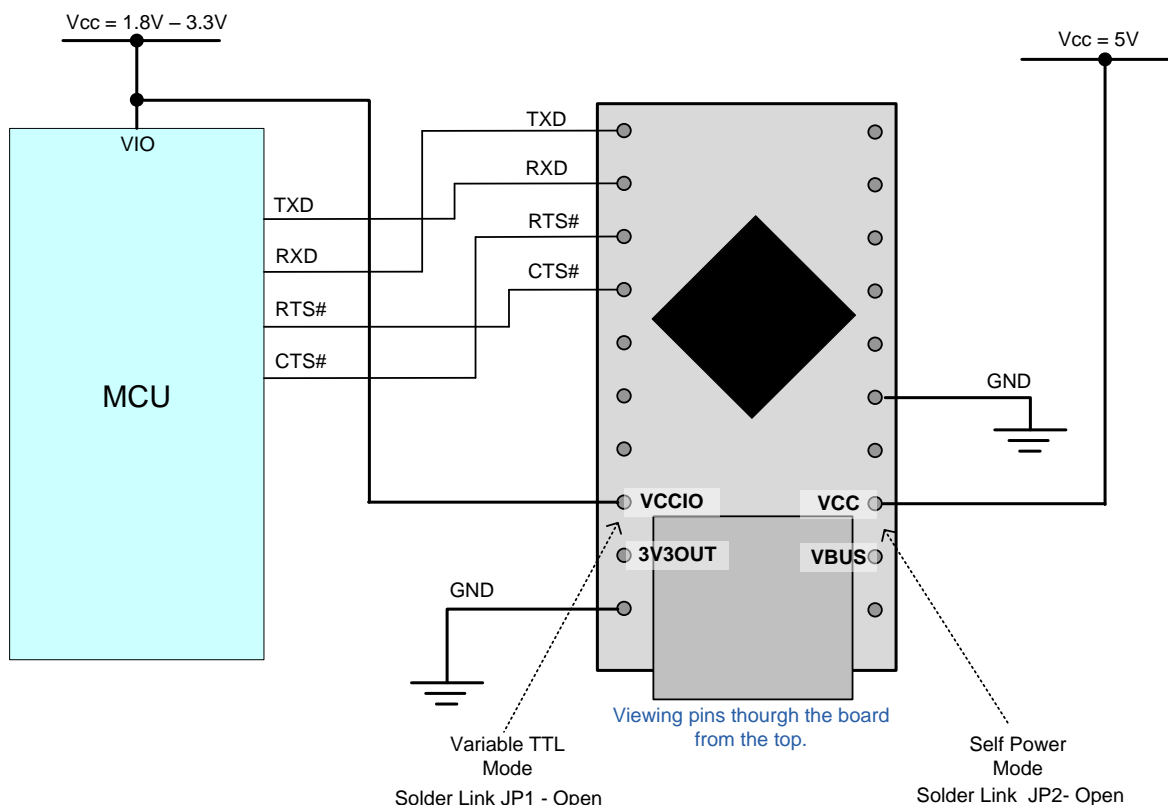 Vcc = 1.8V – 3.3V
Vcc = 5V
TXD
VIO
RXD
TXD
RTS#
RXD
CTS#
RTS#
CTS#
GND
MCU
VCCIO
VCC
3V3OUT
VBUS
GND
Viewing pins thourgh the board
from the top.
Variable TTL
Mode
Solder Link JP1 - Open
Self Power
Mode
Solder Link JP2- Open